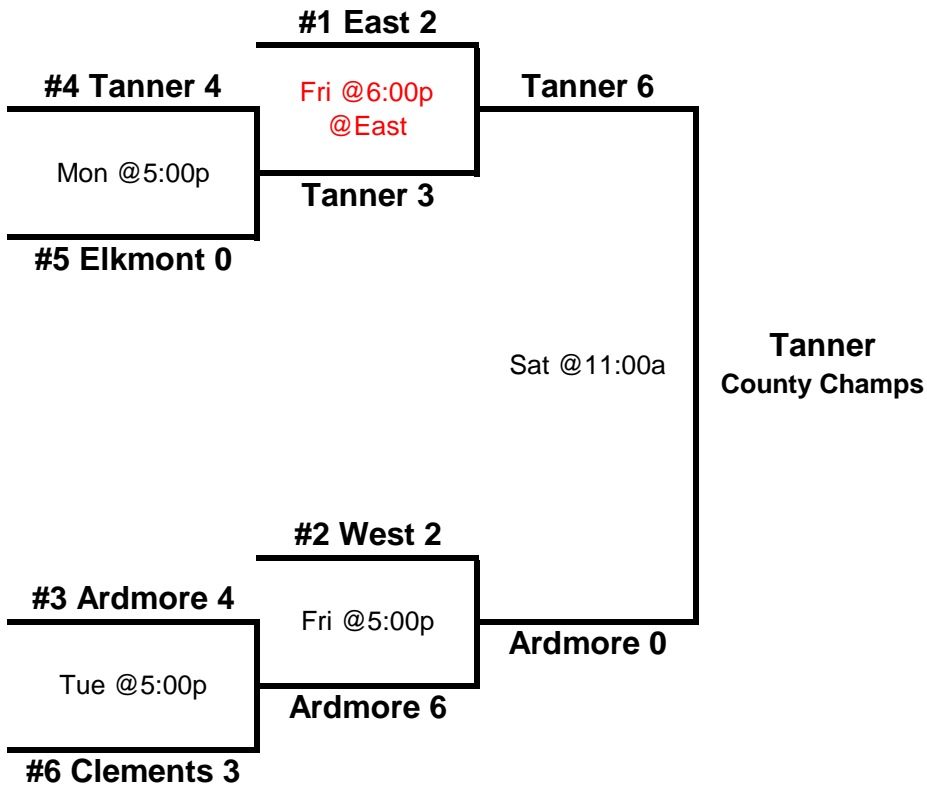 #1 East 2
#4 Tanner 4
Fri @6:00p
@East
Tanner 6
Mon @5:00p
Tanner 3
#5 Elkmont 0
Sat @11:00a
Tanner
County Champs
#2 West 2
#3 Ardmore 4
Fri @5:00p
Ardmore 0
Tue @5:00p
Ardmore 6
#6 Clements 3